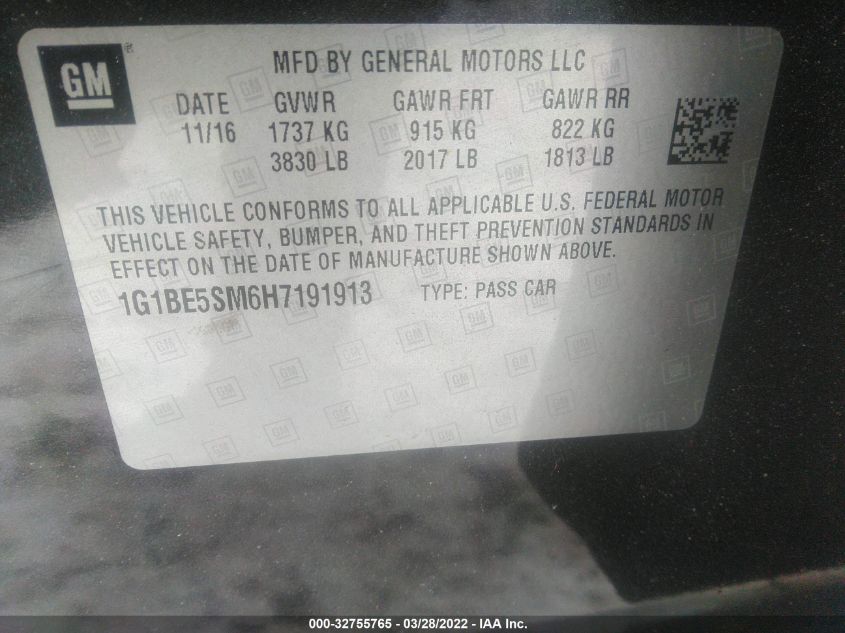 GM ®
MFD BY GENERAL MOTORS LLC
DATE GVWR GAWR FRT GAWR RR
11/16 1737 KG 915 KG 822 KG
3830 LB 2017 LB 1813 LB
THIS VEHICLE CONFORMS TO ALL APPLICABLE U.S. FEDERAL MOTOR
VEHICLE SAFETY, BUMPER, AND THEFT PREVENTION STANDARDS IN
EFFECT ON THE DATE OF MANUFACTURE SHOWN ABOVE.
1G1BE5SM6H7191913 TYPE: PASS CAR
000-32755765 - 03/28/2022 - IAA Inc.